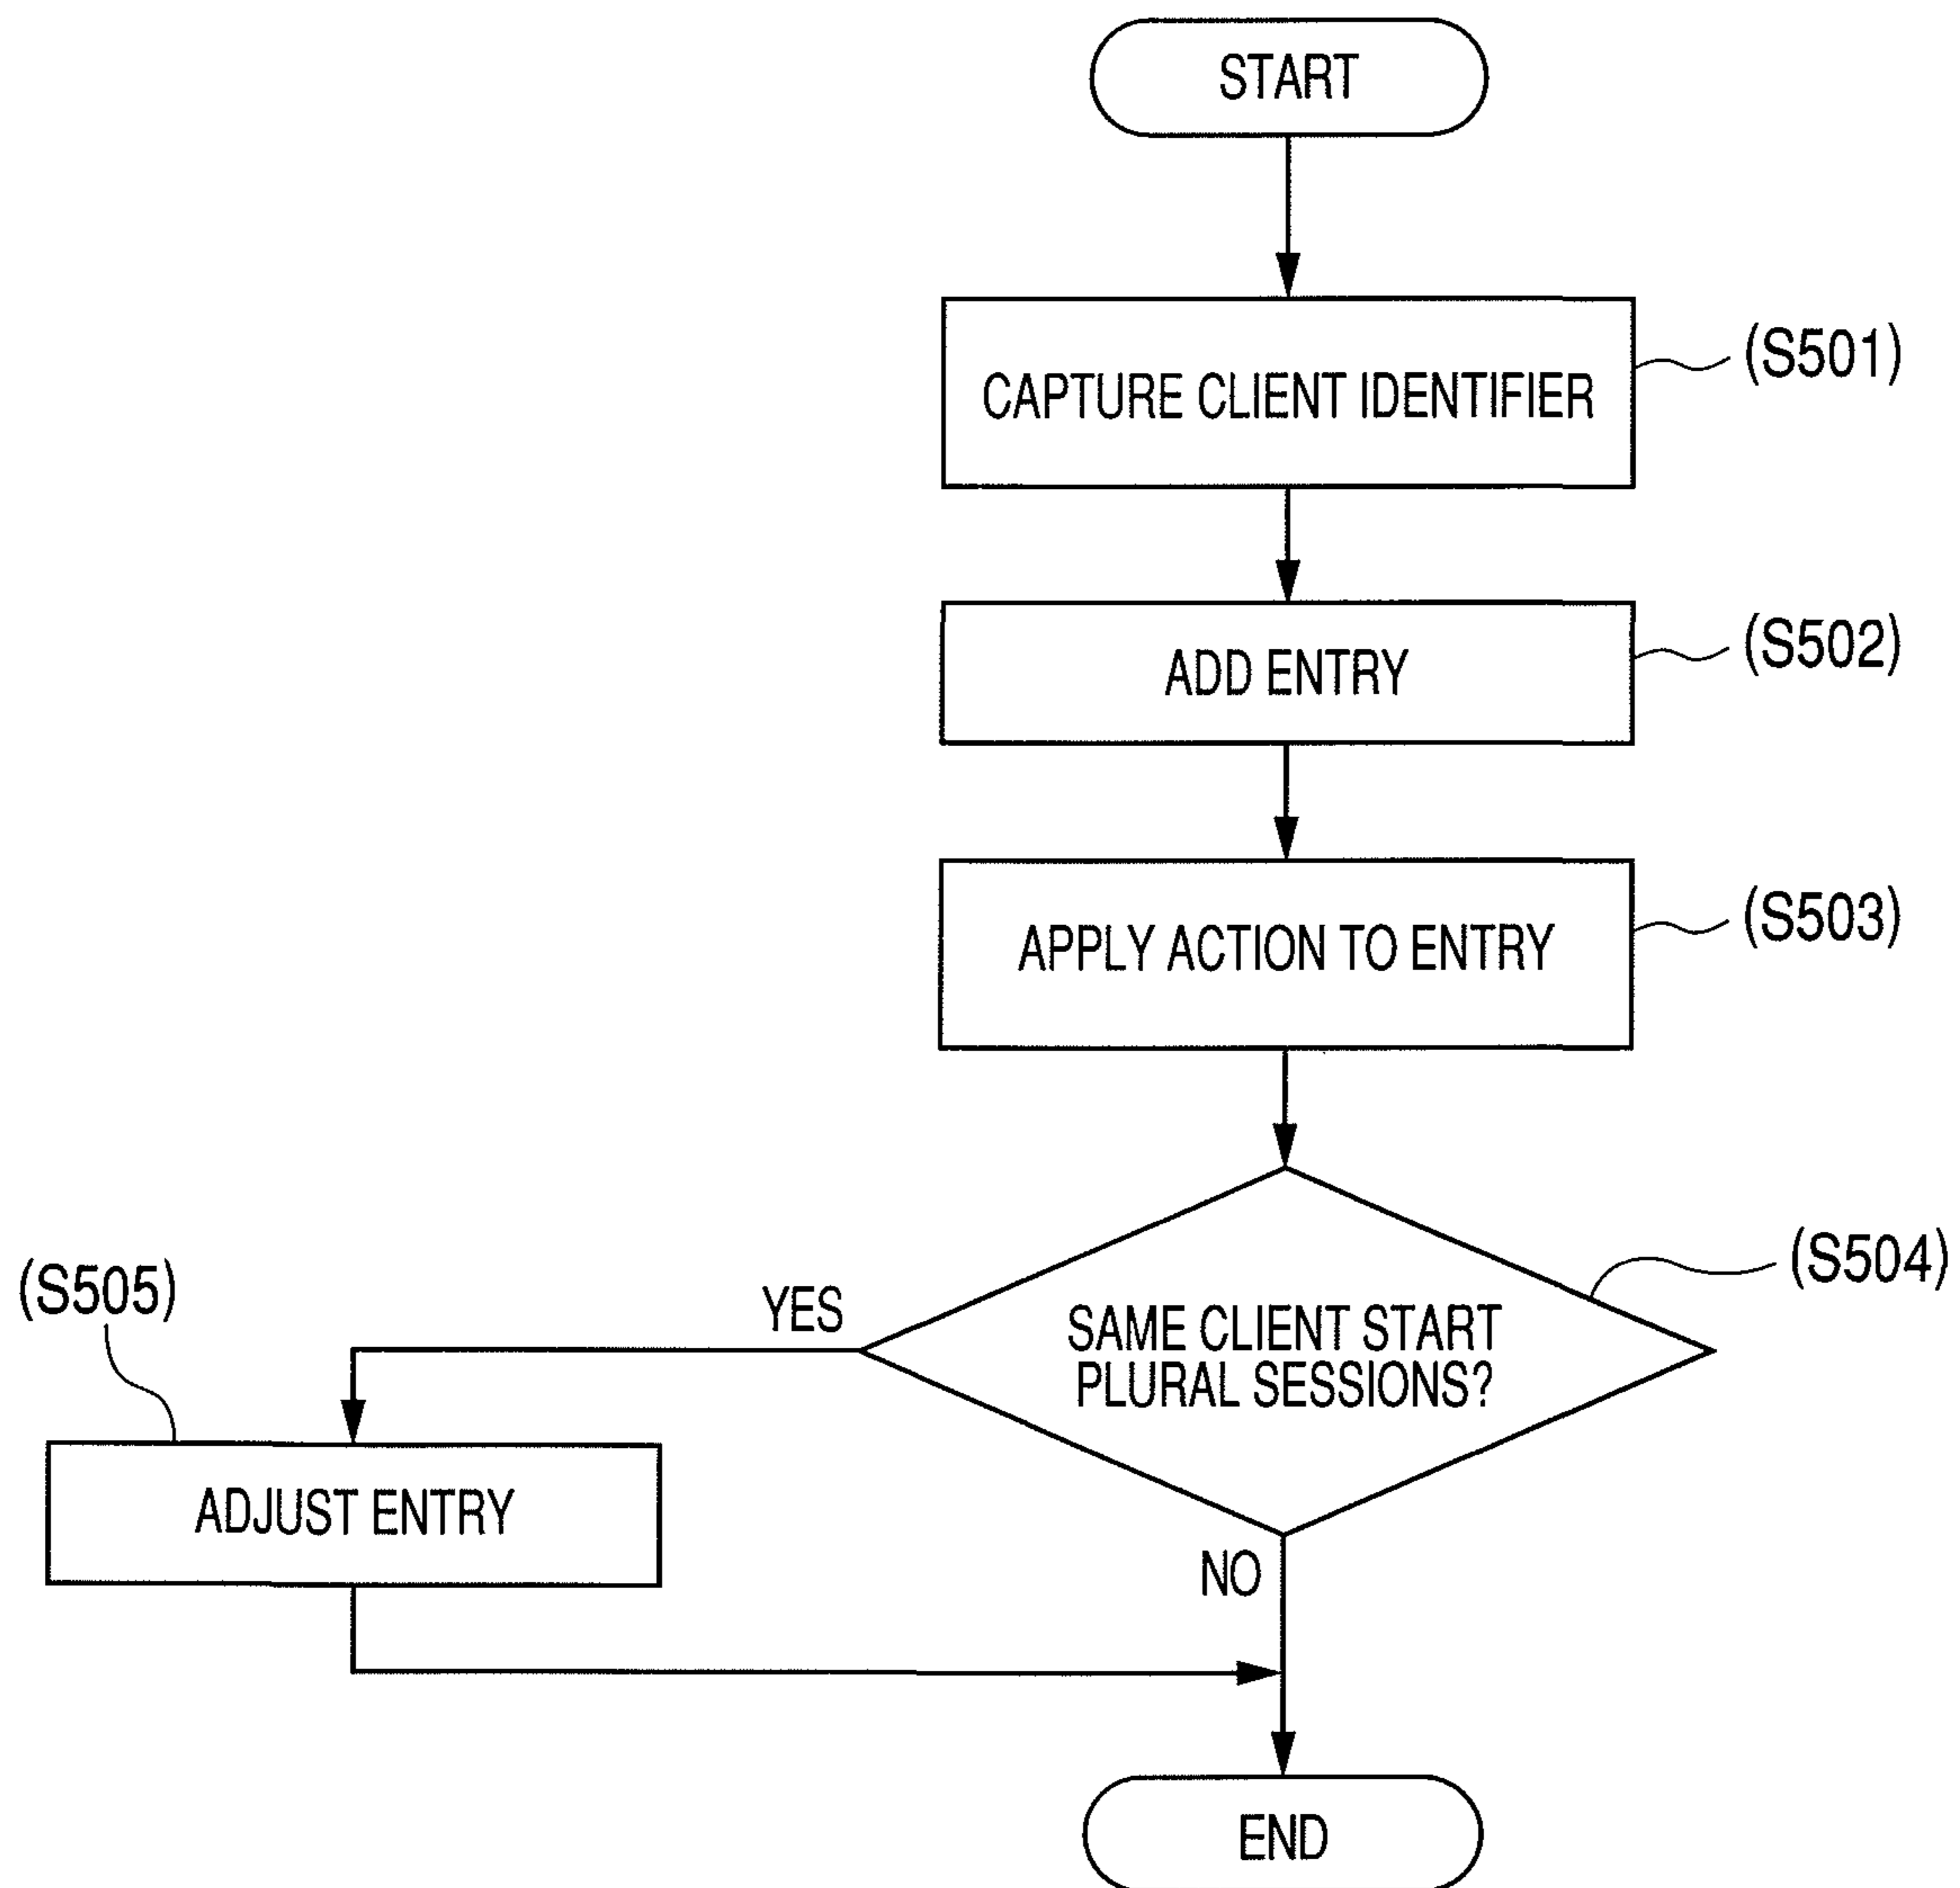 START
CAPTURE CLIENT IDENTIFIER
(S501)
ADD ENTRY
(S502)
APPLY ACTION TO ENTRY
(S503)
SAME CLIENT START
PLURAL SESSIONS?
(S504)
YES
(S505)
ADJUST ENTRY
NO
END